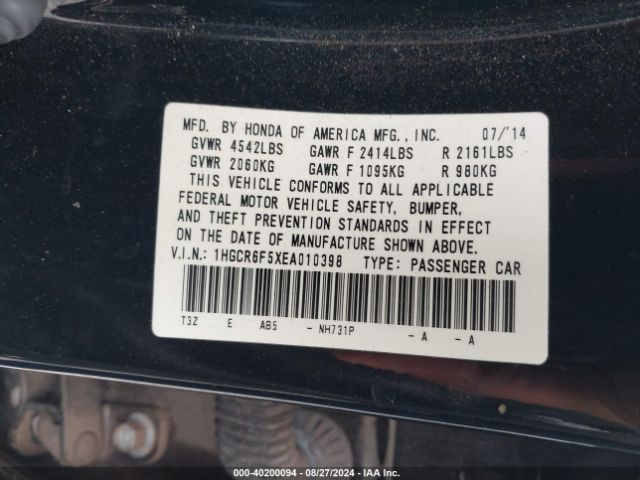 MFD. BY HONDA OF AMERICA MFG., INC. 07/'14
GVWR 4542LBS GAWR F 2414LBS R 2161LBS
GVWR 2060KG GAWR F 1095KG R 980KG
THIS VEHICLE CONFORMS TO ALL APPLICABLE
FEDERAL MOTOR VEHICLE SAFETY, BUMPER,
AND THEFT PREVENTION STANDARDS IN EFFECT
ON THE DATE OF MANUFACTURE SHOWN ABOVE.
V.I.N.: 1HGCR6F5XEA010398 TYPE: PASSENGER CAR
T3Z E AB5 - NH731P - A - A
000-40200094 - 08/27/2024 - IAA Inc.